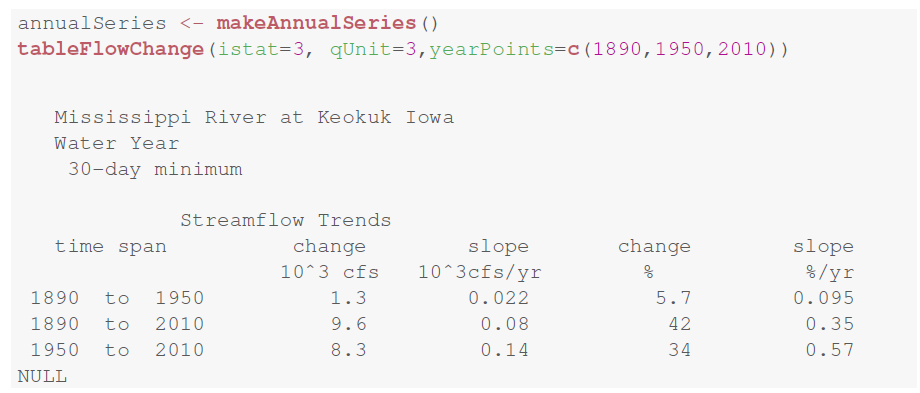 annualSeries <- makeAnnualSeries()
tableFlowChange(istat=3, qUnit=3,yearPoints=c(1890,1950,2010))
Mississippi River at Keokuk Iowa
Water Year
30-day minimum
Streamflow Trends
time span change slope change slope
10^3 cfs 10^3cfs/yr % %/yr
1890 to 1950 1.3 0.022 5.7 0.095
1890 to 2010 9.6 0.08 42 0.35
1950 to 2010 8.3 0.14 34 0.57
NULL